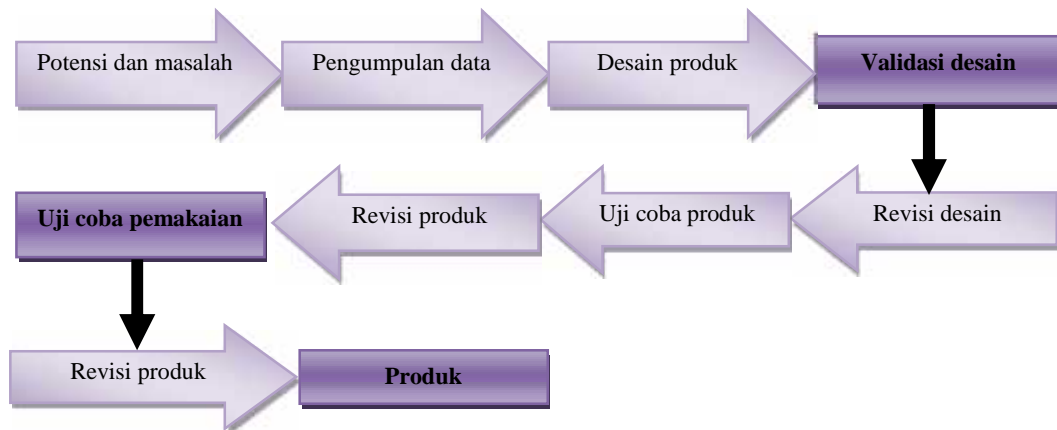 Potensi dan masalah
Pengumpulan data
Desain produk
Validasi desain
Revisi desain
Uji coba produk
Revisi produk
Uji coba pemakaian
Revisi produk
Produk